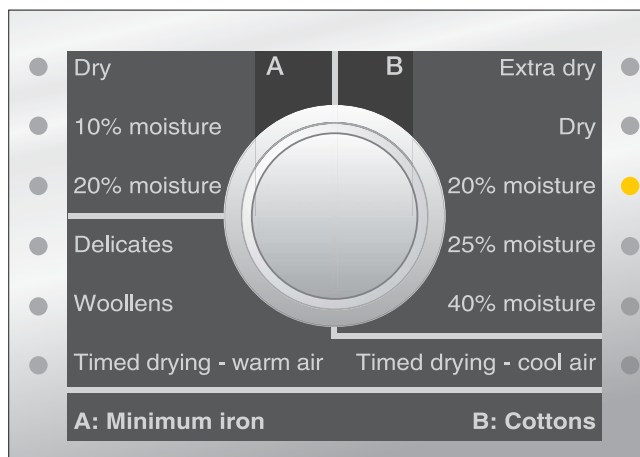 A B
Dry Extra dry
10% moisture Dry
20% moisture 20% moisture
Delicates 25% moisture
Woollens 40% moisture
Timed drying - warm air Timed drying - cool air
A: Minimum iron B: Cottons